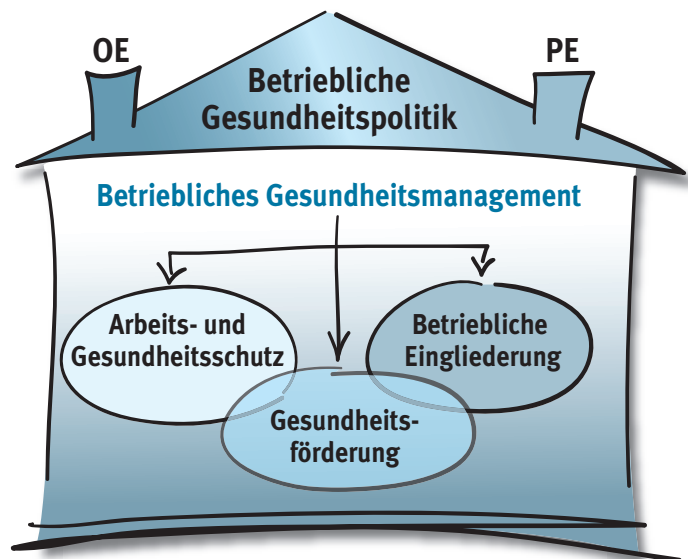 OE
PE
Betriebliche
Gesundheitspolitik
Betriebliches Gesundheitsmanagement
Arbeits- und
Gesundheitsschutz
Betriebliche
Eingliederung
Gesundheits-
förderung